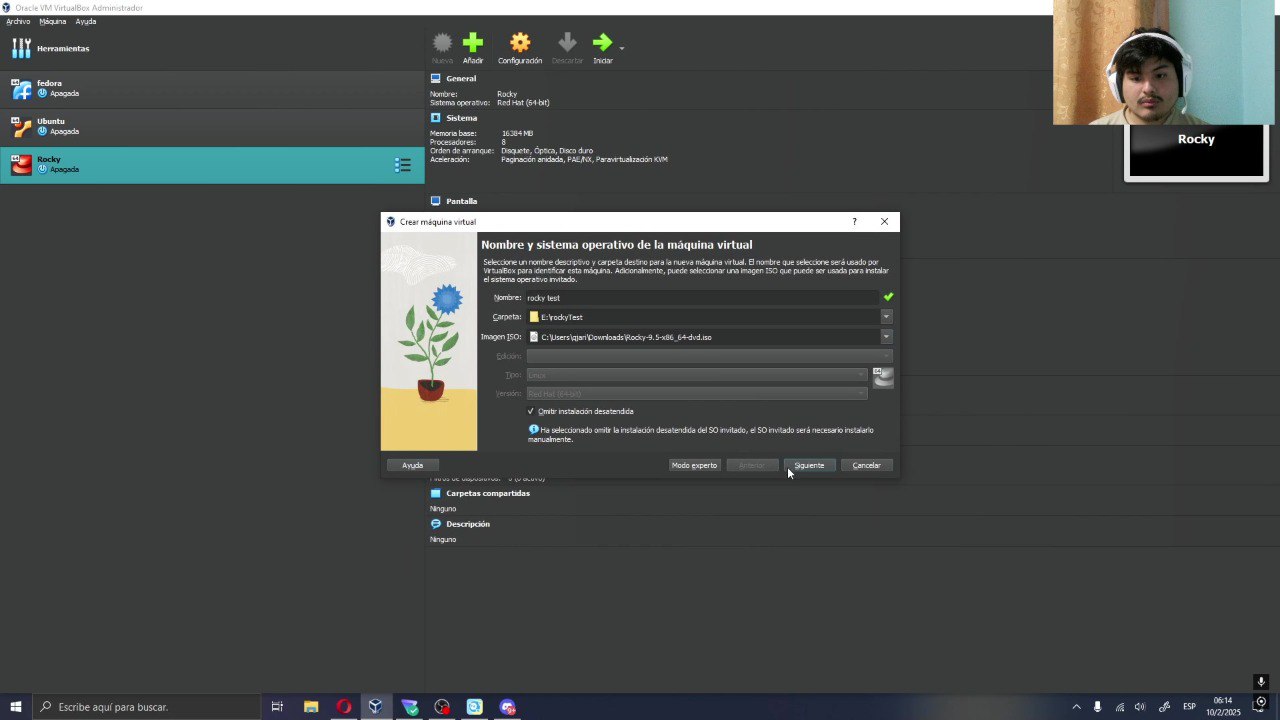 Oracle VM VirtualBox Administrador
Archivo Máquina Ayuda
Herramientas
fedora
Apagada
Ubuntu
Apagada
Rocky
Apagada
Nueva Añadir Configuración Descartar Iniciar
General
Nombre: Rocky
Sistema operativo: Red Hat (64-bit)
Sistema
Memoria base: 16384 MB
Procesadores: 8
Orden de arranque: Disquete, Óptica, Disco duro
Aceleración: Paginación anidada, PAE/NX, Paravirtualización KVM
Rocky
Pantalla
Crear máquina virtual
Nombre y sistema operativo de la máquina virtual
Seleccione un nombre descriptivo y carpeta destino para la nueva máquina virtual. El nombre que seleccione será usado por
VirtualBox para identificar esta máquina. Adicionalmente, puede seleccionar una imagen ISO que puede ser usada para instalar
el sistema operativo invitado.
Nombre: rocky test
Carpeta: E:\rockyTest
Imagen ISO: C:\Users\qjari\Downloads\Rocky-9.5-x86_64-dvd.iso
Edición:
Tipo: Linux
Versión: Red Hat (64-bit)
64
Omitir instalación desatendida
Ha seleccionado omitir la instalación desatendida del SO invitado, el SO invitado será necesario instalarlo
manualmente.
Ayuda Modo experto Anterior Siguiente Cancelar
Carpetas compartidas
Ninguno
Descripción
Ninguno
Escribe aquí para buscar.
ESP
06:14
10/2/2025